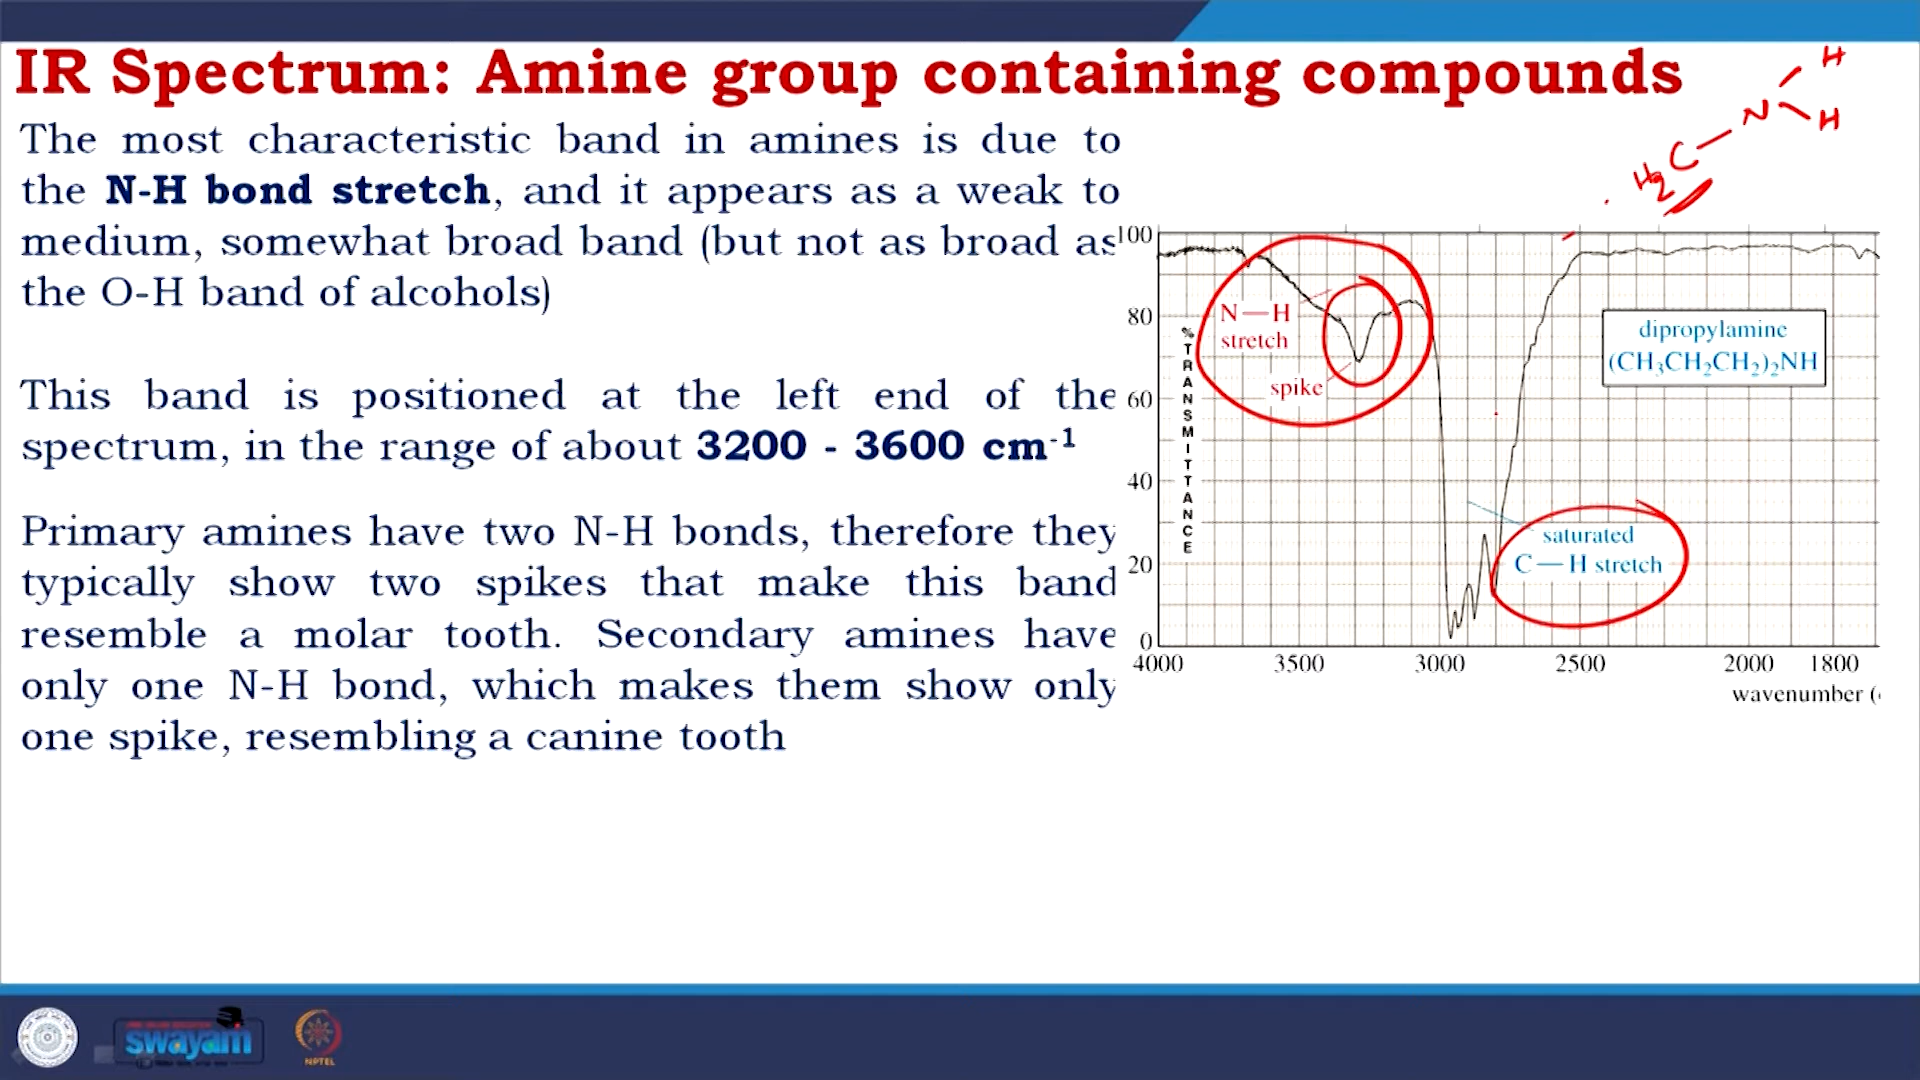 IR Spectrum: Amine group containing compounds
The most characteristic band in amines is due to
the N-H bond stretch, and it appears as a weak to
medium, somewhat broad band (but not as broad as
the O-H band of alcohols)
This band is positioned at the left end of the
spectrum, in the range of about 3200 - 3600 cm-1
Primary amines have two N-H bonds, therefore they
typically show two spikes that make this band
resemble a molar tooth. Secondary amines have
only one N-H bond, which makes them show only
one spike, resembling a canine tooth
H
N
H
H2C
100
80
60
40
20
0
%TRANSMITTANCE
N—H
stretch
spike
dipropylamine
(CH3CH2CH2)2NH
saturated
C—H stretch
4000 3500 3000 2500 2000 1800
wavenumber (
swayam
NPTEL